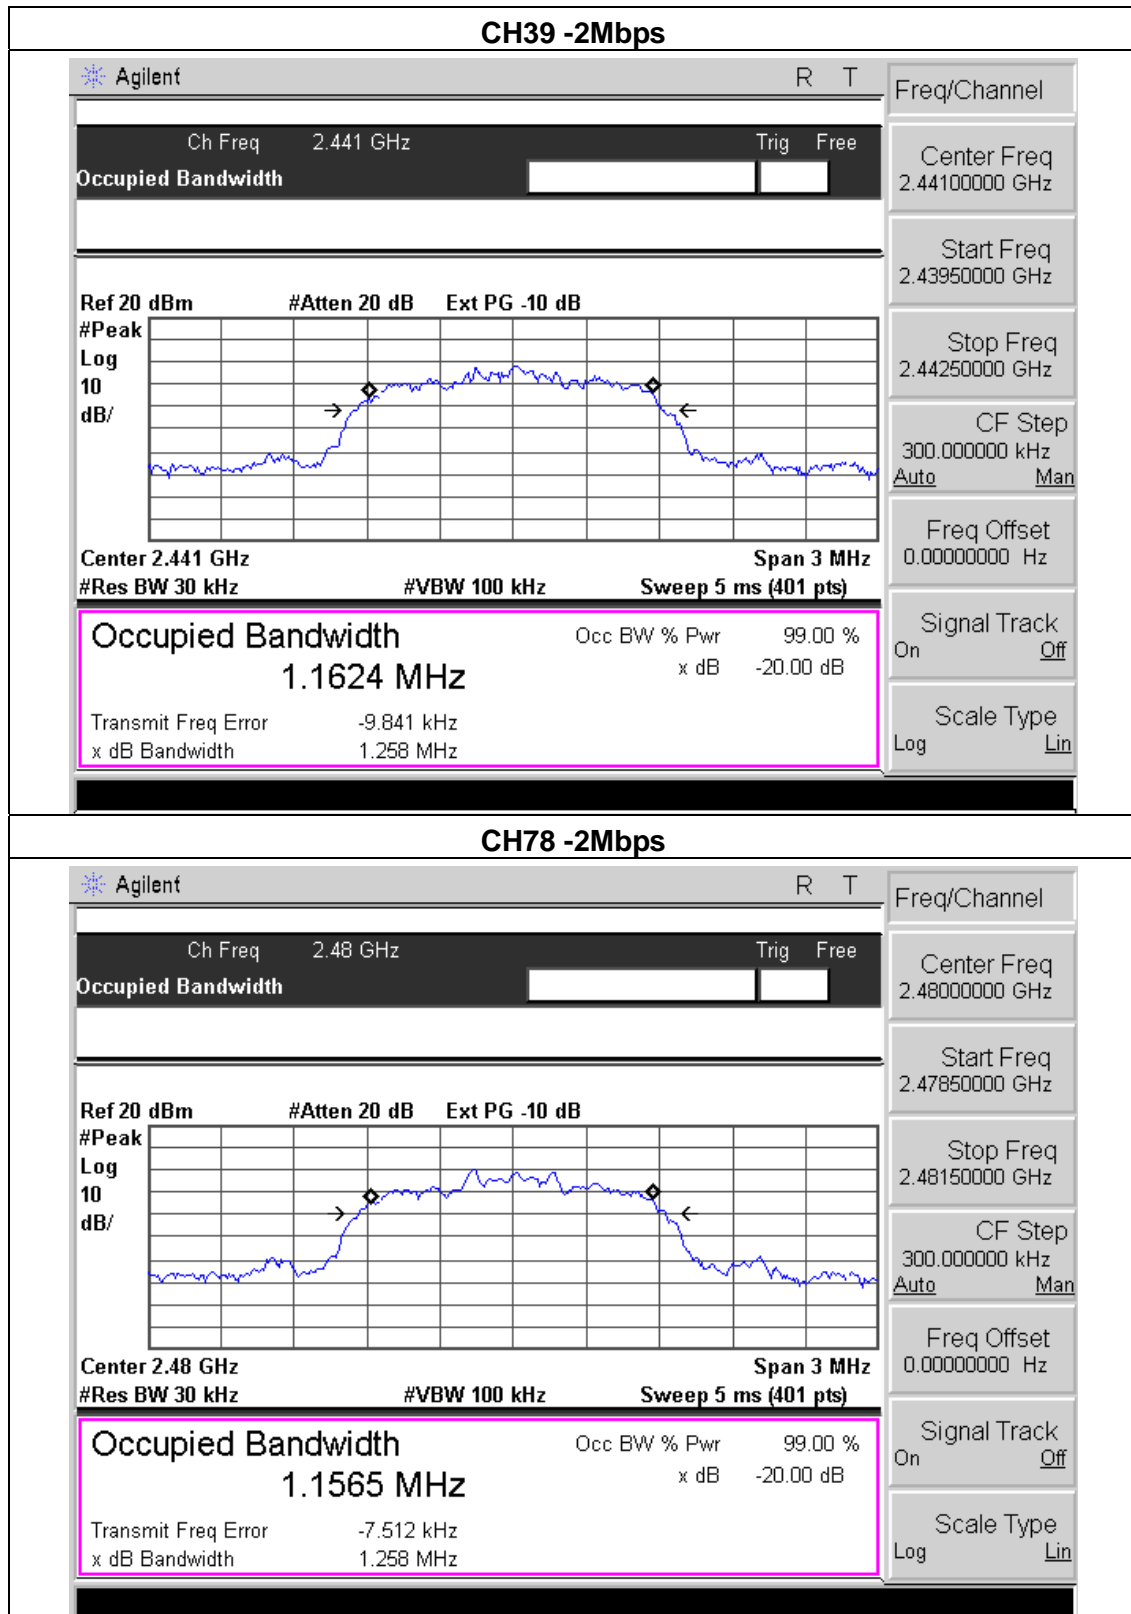 CH39 -2Mbps
Agilent R T
Freq/Channel
Ch Freq 2.441 GHz Trig Free
Occupied Bandwidth
Center Freq
2.44100000 GHz
Start Freq
2.43950000 GHz
Ref 20 dBm #Atten 20 dB Ext PG -10 dB
#Peak
Log
10
dB/
Stop Freq
2.44250000 GHz
CF Step
300.000000 kHz
Auto Man
Center 2.441 GHz Span 3 MHz
#Res BW 30 kHz #VBW 100 kHz Sweep 5 ms (401 pts)
Freq Offset
0.00000000 Hz
Occupied Bandwidth Occ BW % Pwr 99.00 %
1.1624 MHz x dB -20.00 dB
Transmit Freq Error -9.841 kHz
x dB Bandwidth 1.258 MHz
Signal Track
On Off
Scale Type
Log Lin
CH78 -2Mbps
Agilent R T
Freq/Channel
Ch Freq 2.48 GHz Trig Free
Occupied Bandwidth
Center Freq
2.48000000 GHz
Start Freq
2.47850000 GHz
Ref 20 dBm #Atten 20 dB Ext PG -10 dB
#Peak
Log
10
dB/
Stop Freq
2.48150000 GHz
CF Step
300.000000 kHz
Auto Man
Center 2.48 GHz Span 3 MHz
#Res BW 30 kHz #VBW 100 kHz Sweep 5 ms (401 pts)
Freq Offset
0.00000000 Hz
Occupied Bandwidth Occ BW % Pwr 99.00 %
1.1565 MHz x dB -20.00 dB
Transmit Freq Error -7.512 kHz
x dB Bandwidth 1.258 MHz
Signal Track
On Off
Scale Type
Log Lin